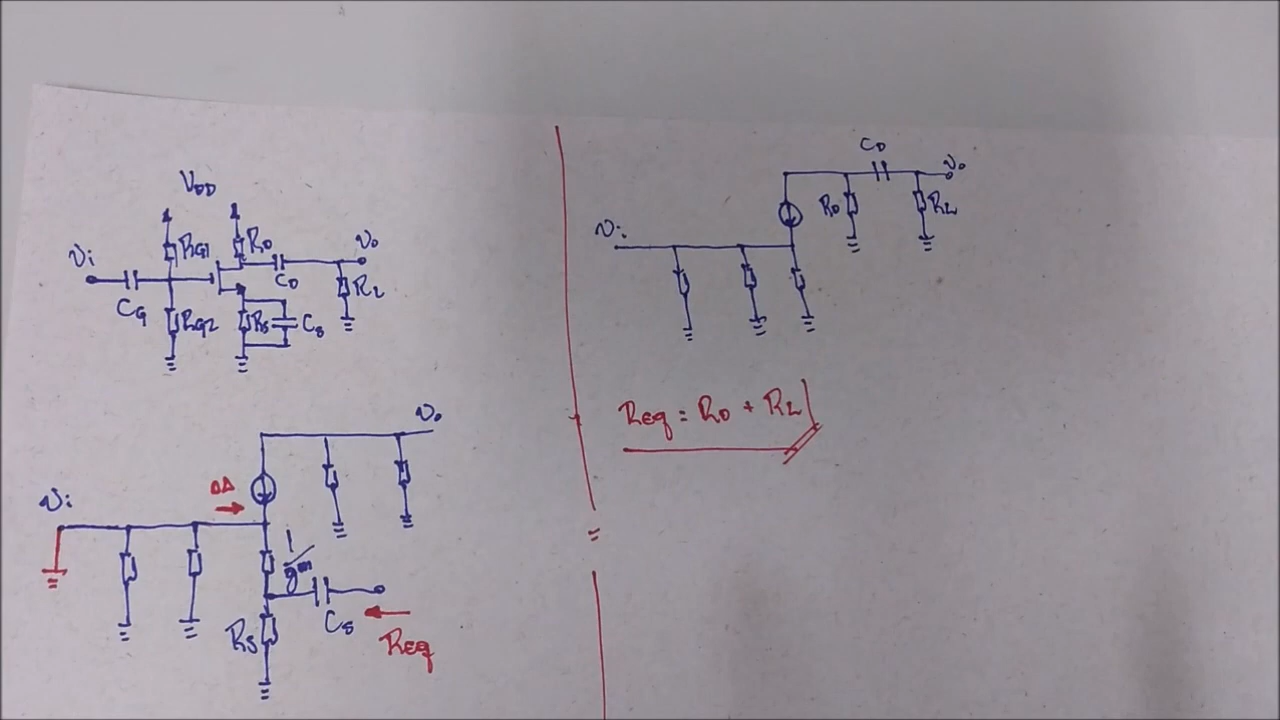 VDD
RG1
RD
vi
vo
CD
RL
CG
RG2
RS
CS
vo
vi
0A
1/gm
CS
RS
REQ
CD
vo
RD
RL
vi
REQ = RD + RL
=